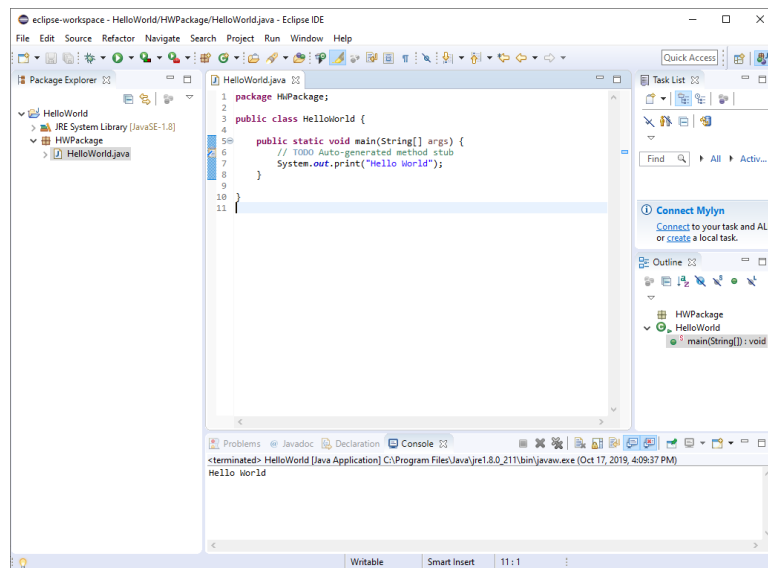 eclipse-workspace - HelloWorld/HWPackage/HelloWorld.java - Eclipse IDE
File Edit Source Refactor Navigate Search Project Run Window Help
Quick Access
Package Explorer
HelloWorld
JRE System Library [JavaSE-1.8]
HWPackage
HelloWorld.java
HelloWorld.java
1 package HWPackage;
2
3 public class HelloWorld {
4
5 public static void main(String[] args) {
6 // TODO Auto-generated method stub
7 System.out.print("Hello World");
8 }
9
10 }
11
Task List
Find All Activ...
Connect Mylyn
Connect to your task and AL
or create a local task.
Outline
HWPackage
HelloWorld
main(String[]) : void
Problems Javadoc Declaration Console
<terminated> HelloWorld [Java Application] C:\Program Files\Java\jre1.8.0_211\bin\javaw.exe (Oct 17, 2019, 4:09:37 PM)
Hello World
Writable Smart Insert 11 : 1